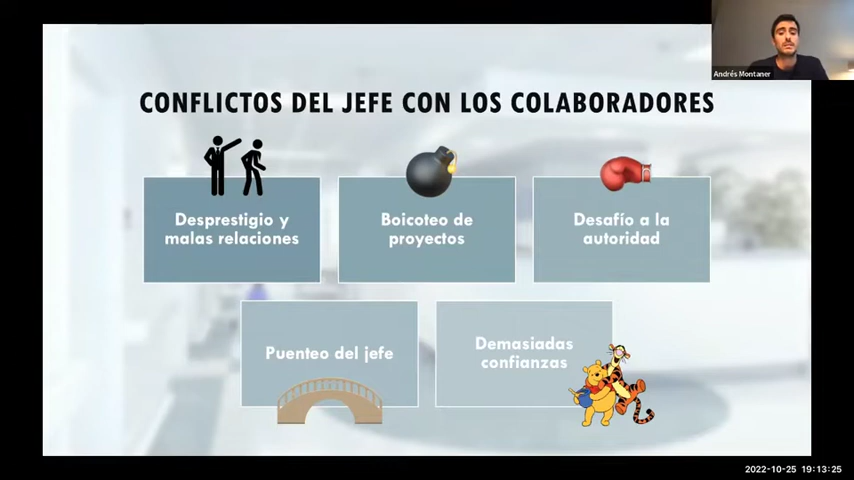 Andrés Montaner
CONFLICTOS DEL JEFE CON LOS COLABORADORES
Desprestigio y
malas relaciones
Boicoteo de
proyectos
Desafío a la
autoridad
Puenteo del jefe
Demasiadas
confianzas
2022-10-25 19:13:25